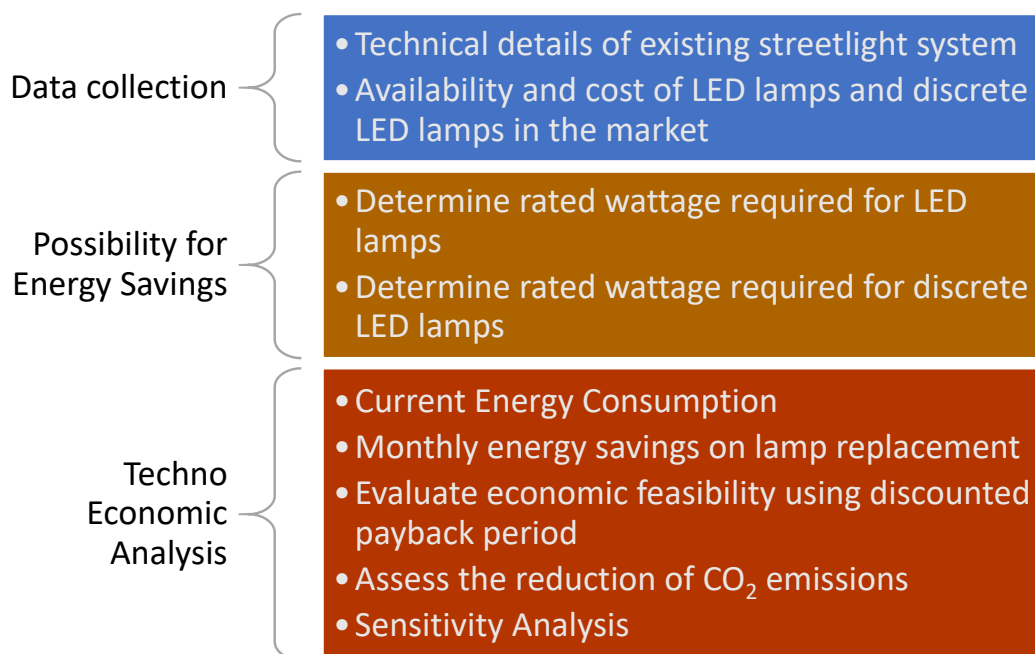 Data collection
• Technical details of existing streetlight system
• Availability and cost of LED lamps and discrete
LED lamps in the market
Possibility for
Energy Savings
• Determine rated wattage required for LED
lamps
• Determine rated wattage required for discrete
LED lamps
Techno
Economic
Analysis
• Current Energy Consumption
• Monthly energy savings on lamp replacement
• Evaluate economic feasibility using discounted
payback period
• Assess the reduction of CO₂ emissions
• Sensitivity Analysis